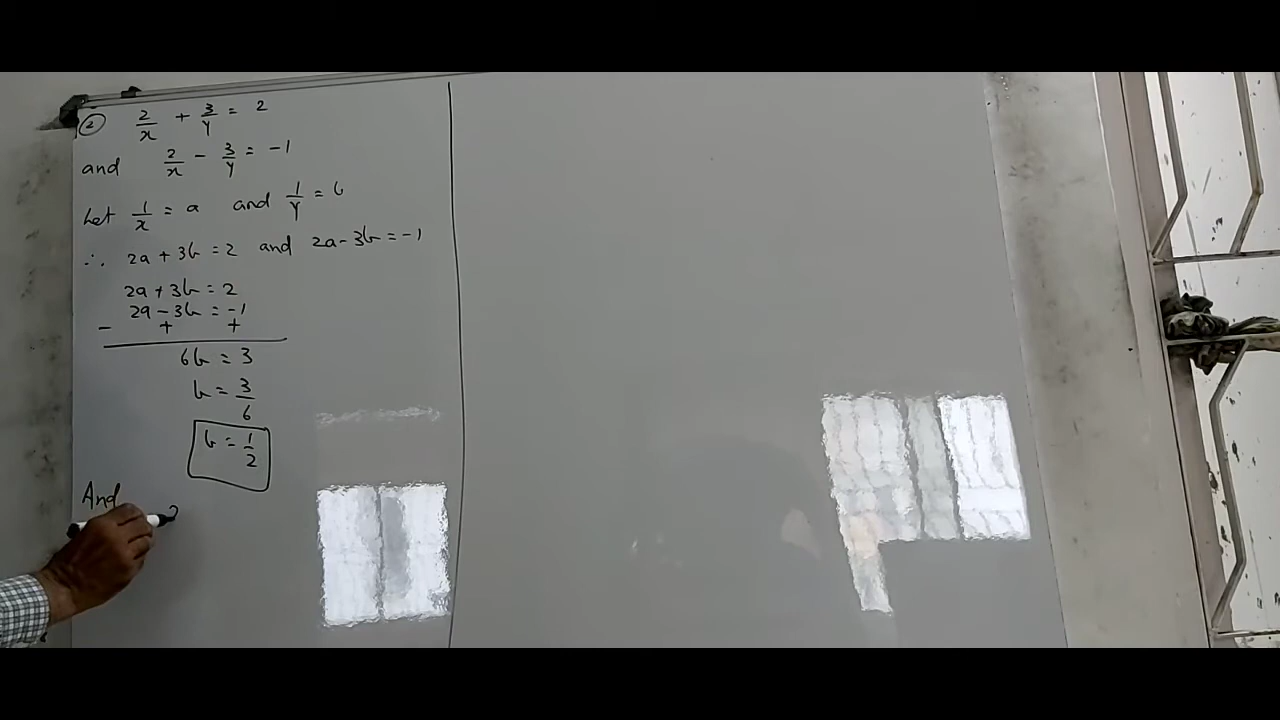 ② 2/x + 3/y = 2
and 2/x - 3/y = -1
Let 1/x = a and 1/y = b
∴ 2a + 3b = 2 and 2a - 3b = -1
2a + 3b = 2
2a - 3b = -1
- + +
6b = 3
b = 3/6
b = 1/2
And
2